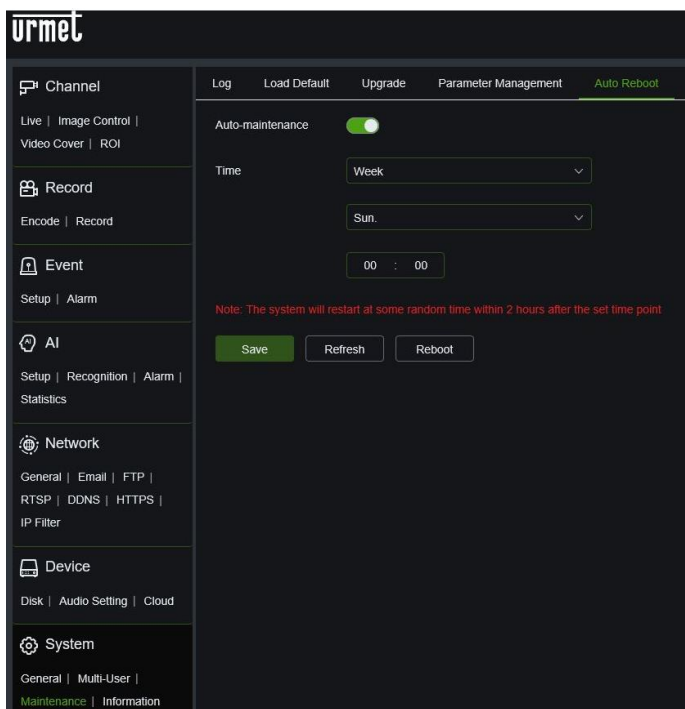 urmet
Channel
Live | Image Control |
Video Cover | ROI
Record
Encode | Record
Event
Setup | Alarm
AI
AI
Setup | Recognition | Alarm |
Statistics
Network
General | Email | FTP |
RTSP | DDNS | HTTPS |
IP Filter
Device
Disk | Audio Setting | Cloud
System
General | Multi-User |
Maintenance | Information
Log Load Default Upgrade Parameter Management Auto Reboot
Auto-maintenance
Time Week
Sun.
00 : 00
Note: The system will restart at some random time within 2 hours after the set time point
Save Refresh Reboot